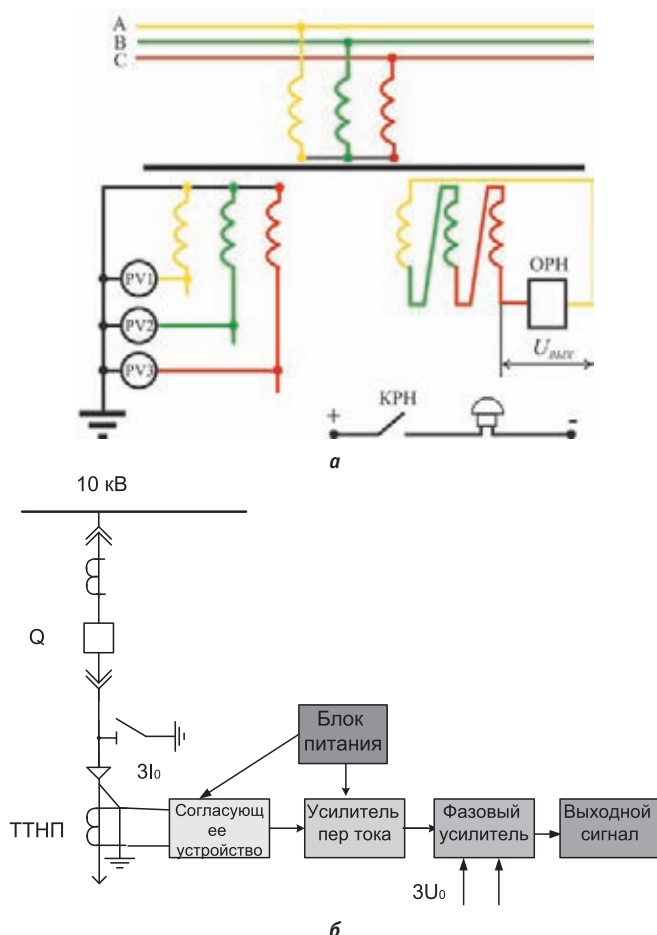 A
B
C
PV1
PV2
PV3
ОРН
Uвых
КРН
+
-
а
10 кВ
Q
3I0
ТТНП
Блок
питания
Согласующ
ее
устройство
Усилитель
пер тока
Фазовый
усилитель
Выходной
сигнал
3U0
б